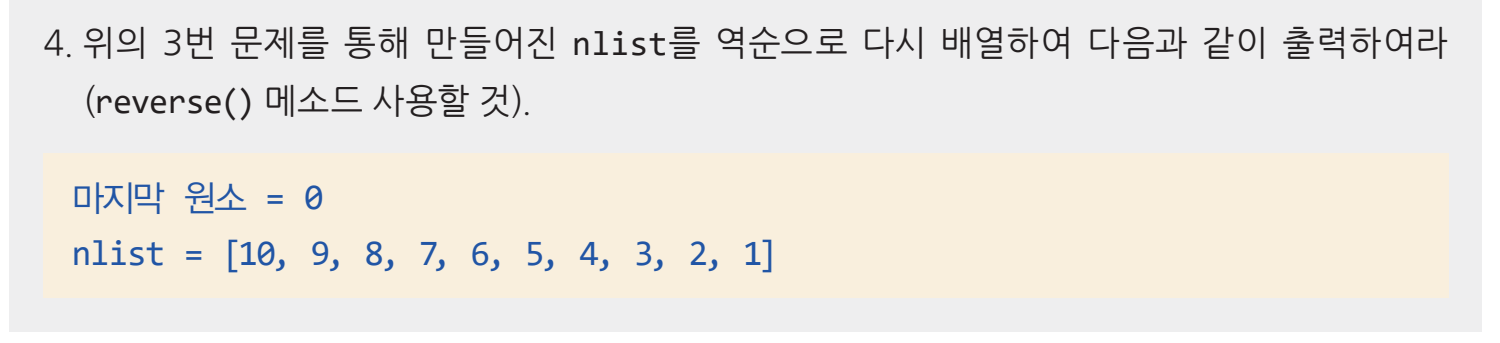 4. 위의 3번 문제를 통해 만들어진 nlist를 역순으로 다시 배열하여 다음과 같이 출력하여라
(reverse() 메소드 사용할 것).
마지막 원소 = 0
nlist = [10, 9, 8, 7, 6, 5, 4, 3, 2, 1]